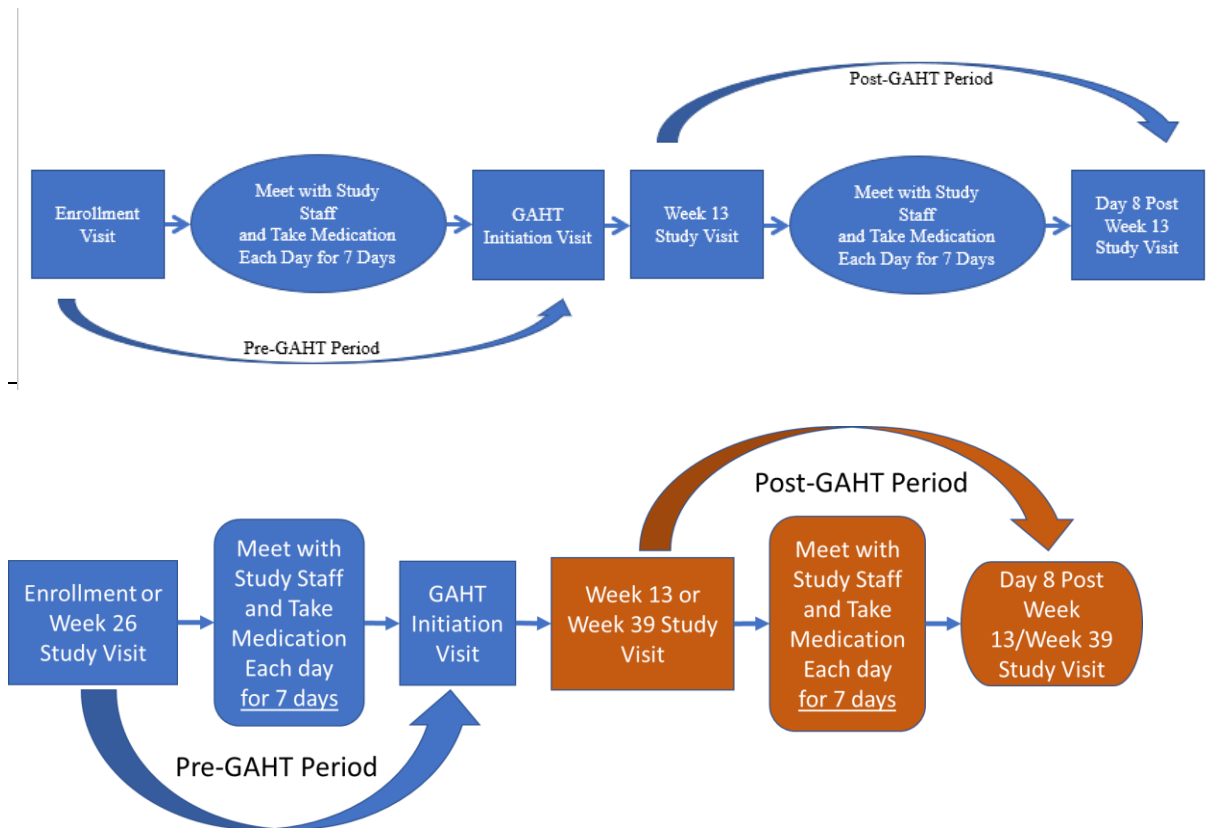 Post-GAHT Period
Enrollment
Visit
Meet with Study
Staff
and Take Medication
Each Day for 7 Days
GAHT
Initiation Visit
Week 13
Study Visit
Meet with Study
Staff
and Take Medication
Each Day for 7 Days
Day 8 Post
Week 13
Study Visit
Pre-GAHT Period
Post-GAHT Period
Enrollment or
Week 26
Study Visit
Meet with
Study Staff
and Take
Medication
Each day
for 7 days
GAHT
Initiation
Visit
Week 13 or
Week 39 Study
Visit
Meet with
Study Staff
and Take
Medication
Each day
for 7 days
Day 8 Post
Week
13/Week 39
Study Visit
Pre-GAHT Period